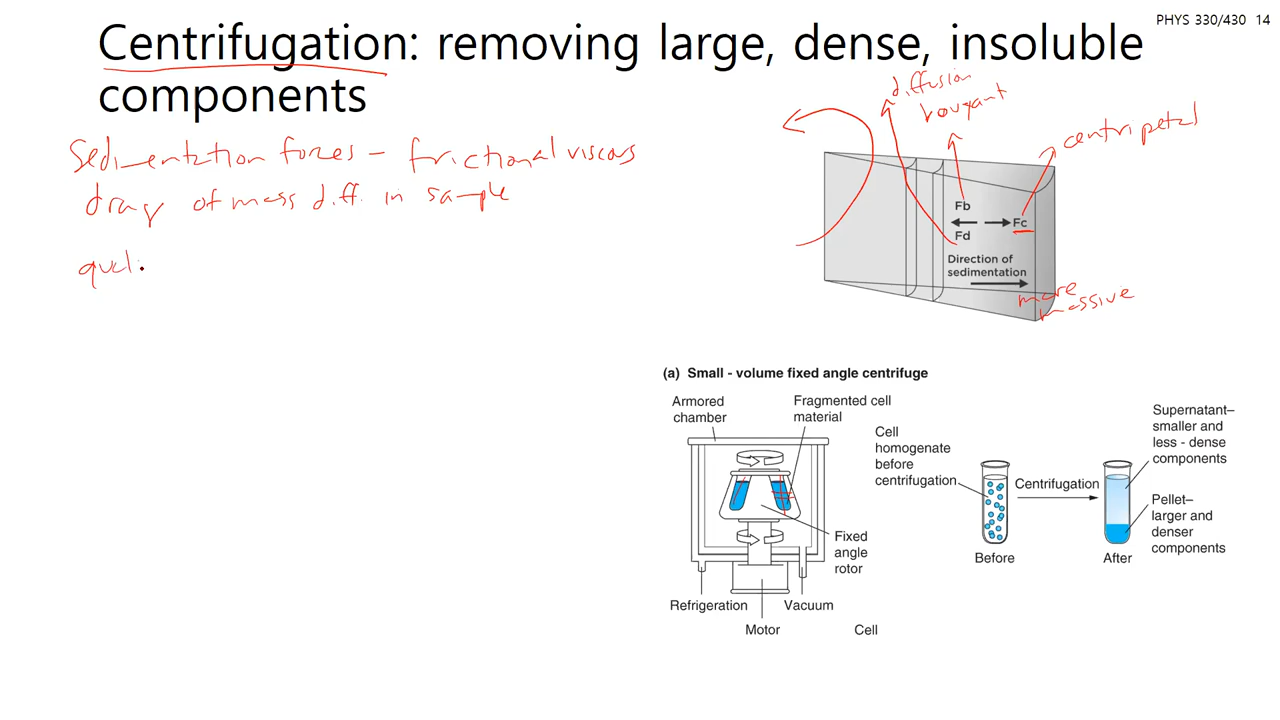 PHYS 330/430 14
Centrifugation: removing large, dense, insoluble
components
diffusion
bouyant
centripetal
Sedimentation forces – frictional viscous
drag of mass diff. in sample
quali
Fb
Fc
Fd
Direction of
sedimentation
more
massive
(a) Small - volume fixed angle centrifuge
Armored
chamber
Fragmented cell
material
Cell
homogenate
before
centrifugation
Fixed
angle
rotor
Refrigeration
Vacuum
Motor
Cell
Centrifugation
Before
After
Supernatant–
smaller and
less - dense
components
Pellet–
larger and
denser
components